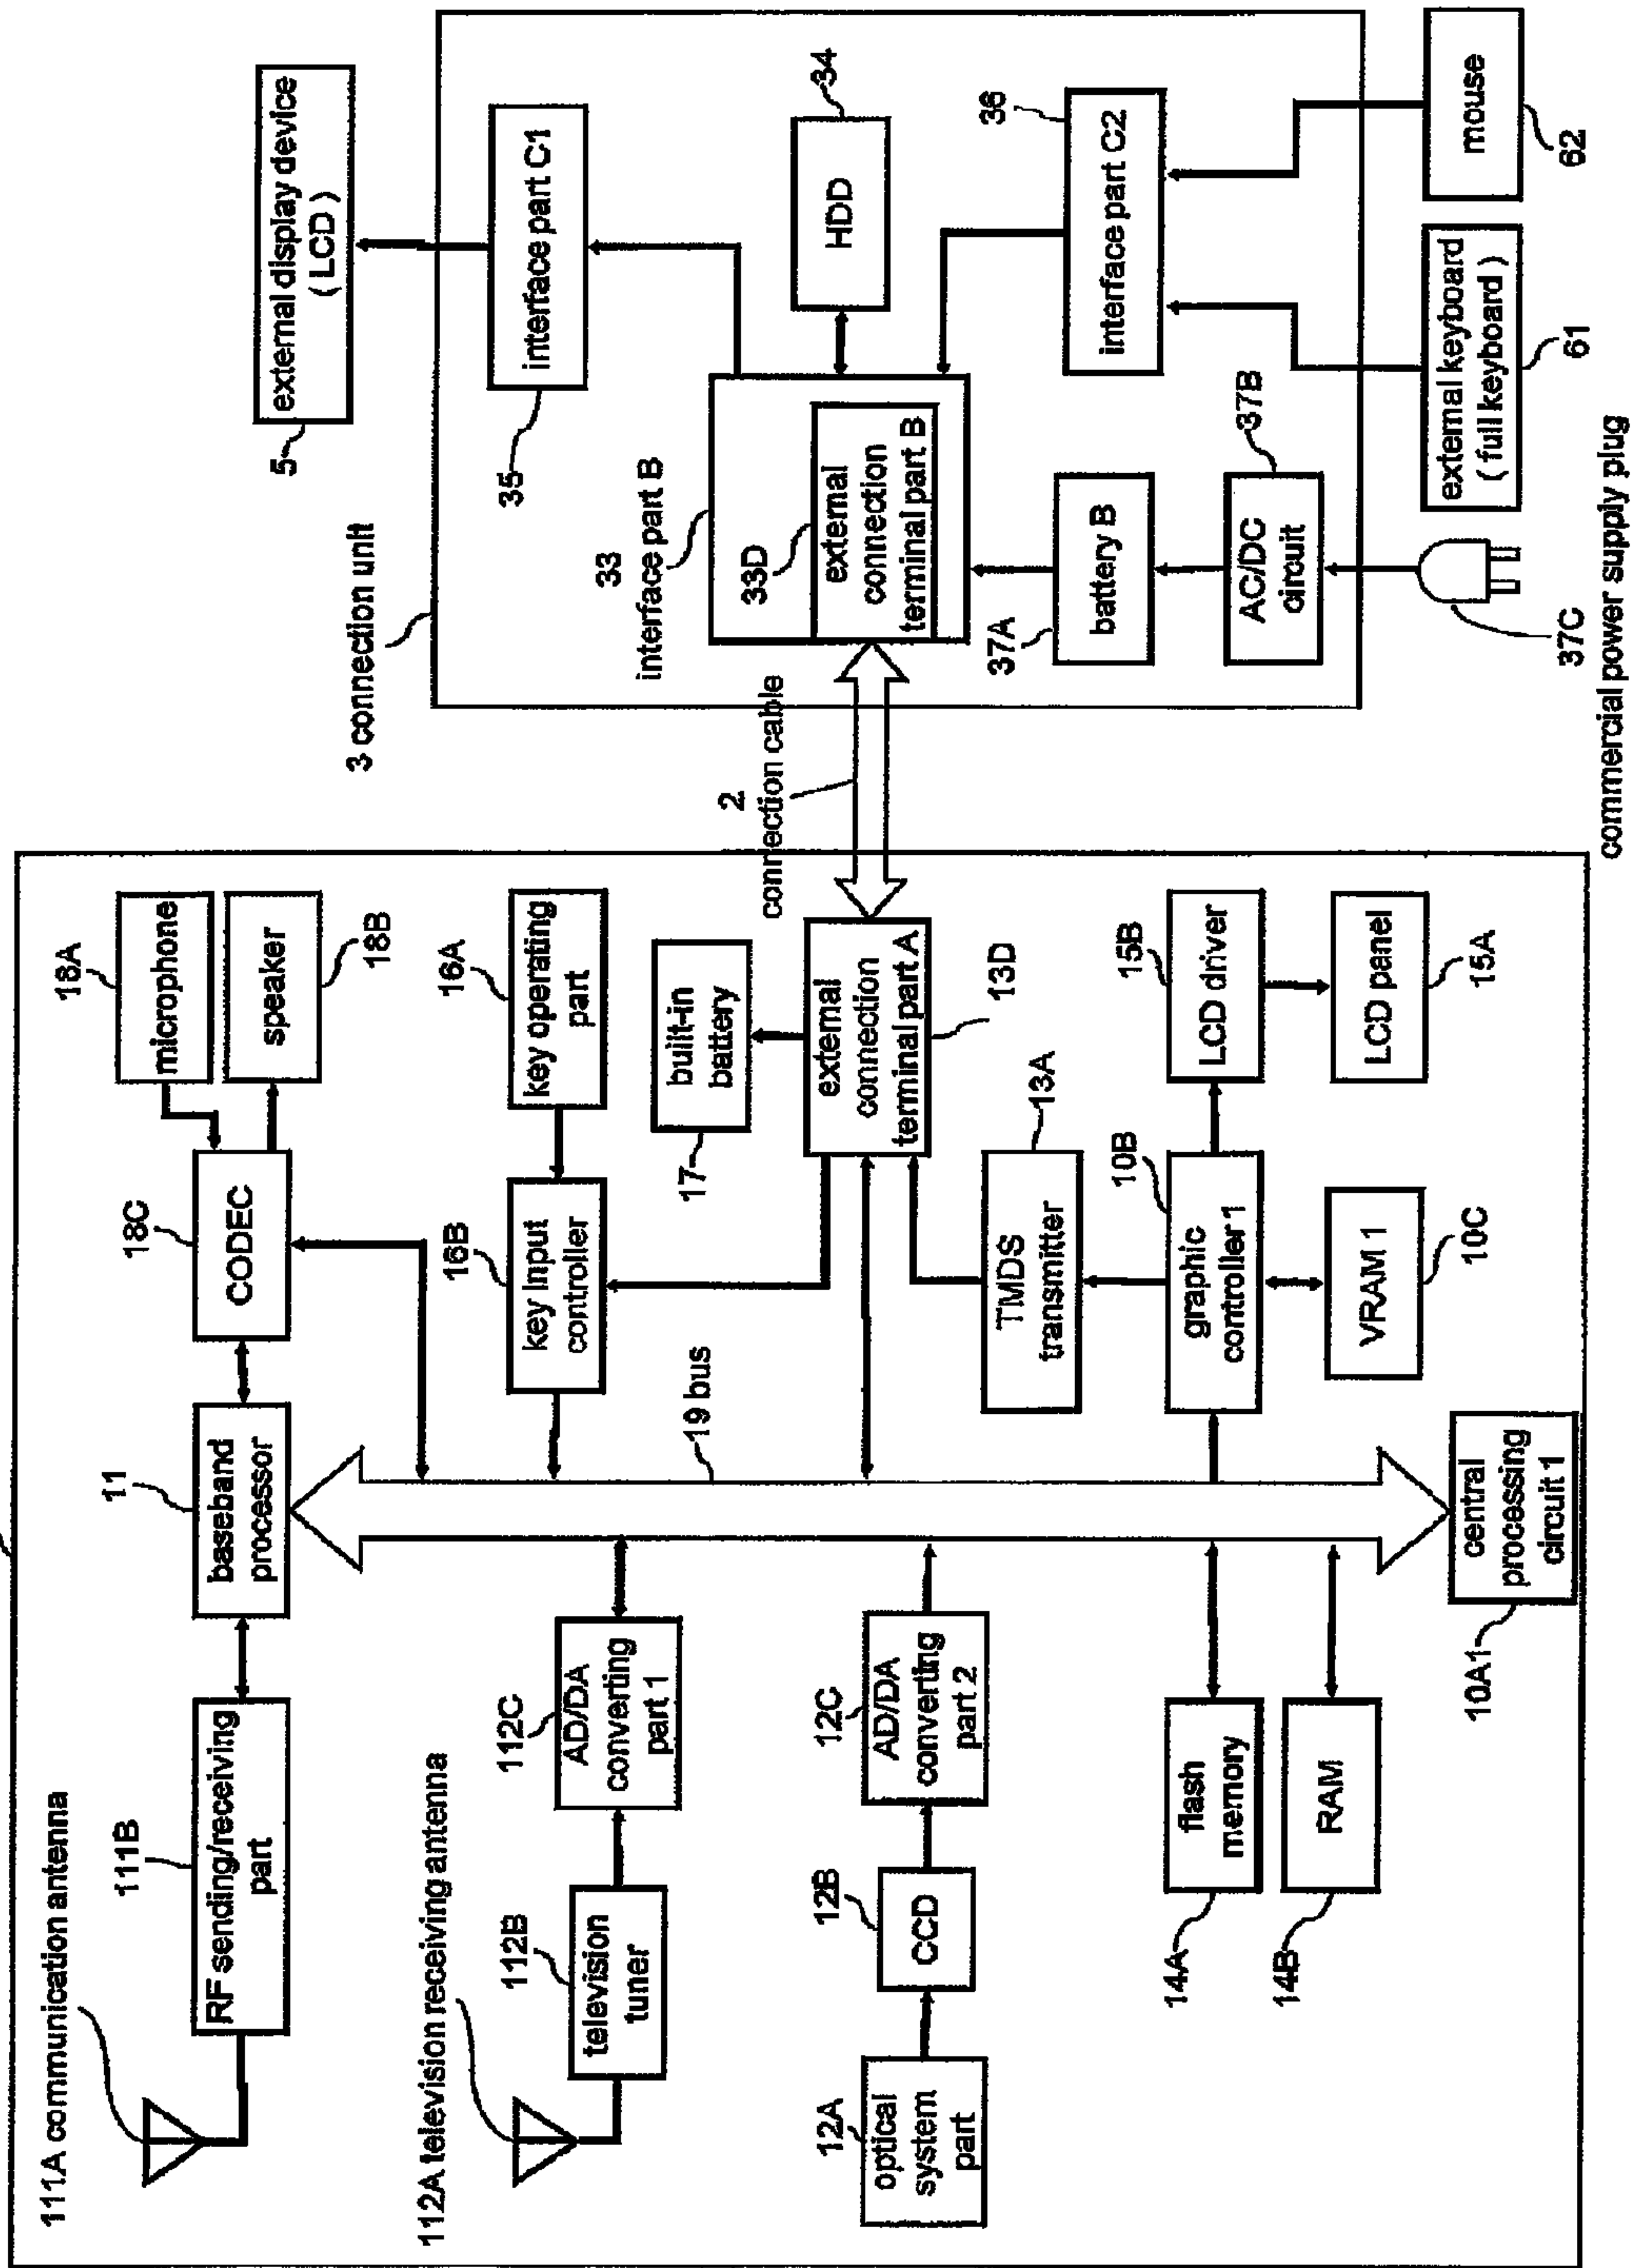 111A communication antenna
111B
RF sending/receiving
part
11
baseband
processor
18C
CODEC
18A
microphone
speaker
18B
112A television receiving antenna
112B
television
tuner
112C
AD/DA
converting
part 1
16B
key input
controller
16A
key operating
part
17
built-in
battery
19 bus
12A
optical
system
part
12B
CCD
12C
AD/DA
converting
part 2
external
connection
terminal part A
13D
TMDS
transmitter
13A
14A
flash
memory
14B
RAM
10B
graphic
controller 1
15B
LCD driver
LCD panel
15A
VRAM 1
10C
10A1
central
processing
circuit 1
2
connection cable
3 connection unit
5
external display device
( LCD )
35
interface part C1
33
interface part B
33D
external
connection
terminal part B
HDD
34
36
interface part C2
37A
battery B
37B
AC/DC
circuit
37C
commercial power supply plug
external keyboard
( full keyboard )
61
mouse
62